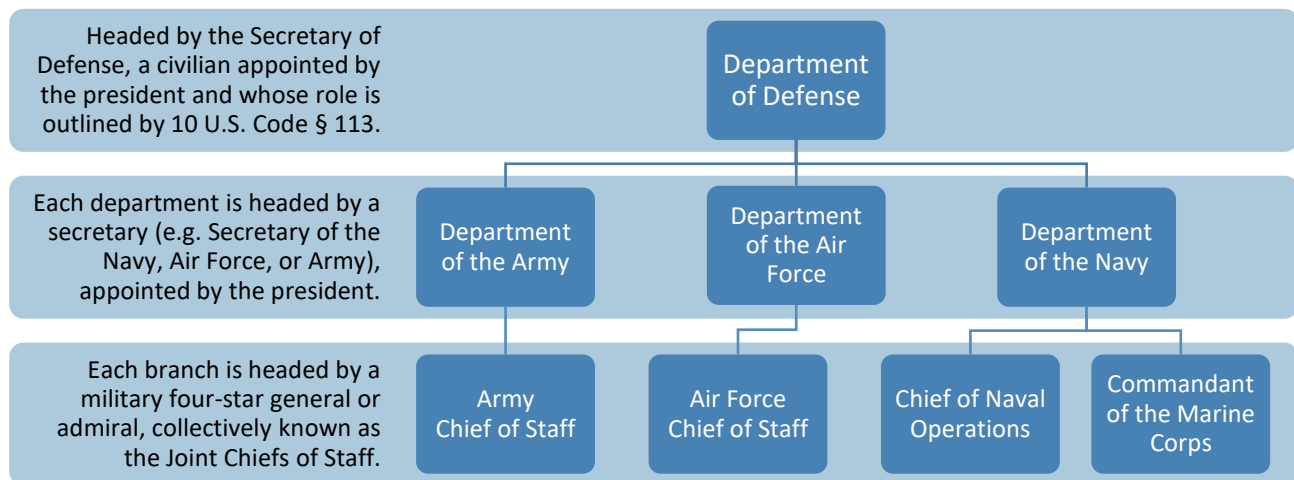 Headed by the Secretary of
Defense, a civilian appointed by
the president and whose role is
outlined by 10 U.S. Code § 113.
Department
of Defense
Each department is headed by a
secretary (e.g. Secretary of the
Navy, Air Force, or Army),
appointed by the president.
Department
of the Army
Department
of the Air
Force
Department
of the Navy
Each branch is headed by a
military four-star general or
admiral, collectively known as
the Joint Chiefs of Staff.
Army
Chief of Staff
Air Force
Chief of Staff
Chief of Naval
Operations
Commandant
of the Marine
Corps